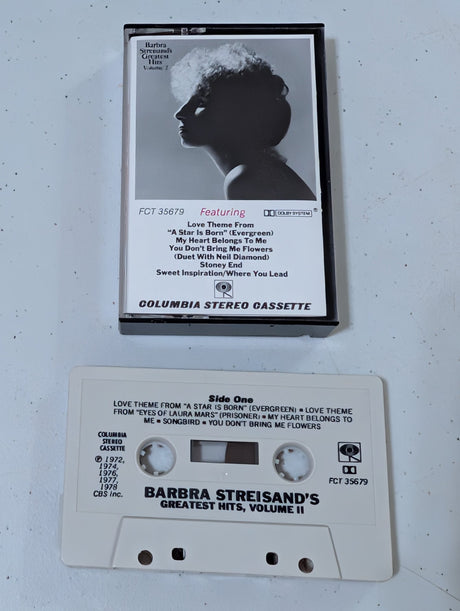 Barbra
Streisand's
Greatest
Hits
Volume 2
FCT 35679
Featuring
DOLBY SYSTEM ®
Love Theme From
"A Star Is Born" (Evergreen)
My Heart Belongs To Me
You Don't Bring Me Flowers
(Duet With Neil Diamond)
Stoney End
Sweet Inspiration/Where You Lead
COLUMBIA STEREO CASSETTE
Side One
LOVE THEME FROM "A STAR IS BORN" (EVERGREEN) ■ LOVE THEME
FROM "EYES OF LAURA MARS" (PRISONER) ■ MY HEART BELONGS TO
ME ■ SONGBIRD ■ YOU DON'T BRING ME FLOWERS
COLUMBIA
STEREO
CASSETTE
℗ 1972,
1974,
1976,
1977,
1978
CBS Inc.
FCT 35679
BARBRA STREISAND'S
GREATEST HITS, VOLUME II